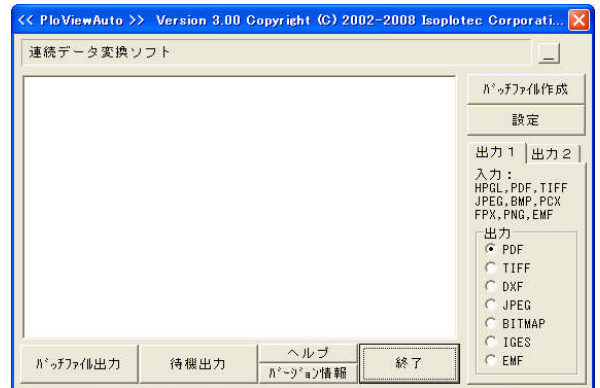 << PloViewAuto >> Version 3.00 Copyright (C) 2002-2008 Isoplotec Corporati...
連続データ変換ソフト
ﾊﾞｯﾁﾌｧｲﾙ作成
設定
出力１ 出力２
入力：
HPGL,PDF,TIFF
JPEG,BMP,PCX
FPX,PNG,EMF
出力
PDF
TIFF
DXF
JPEG
BITMAP
IGES
EMF
ﾊﾞｯﾁﾌｧｲﾙ出力
待機出力
ヘルプ
ﾊﾞｰｼﾞｮﾝ情報
終了